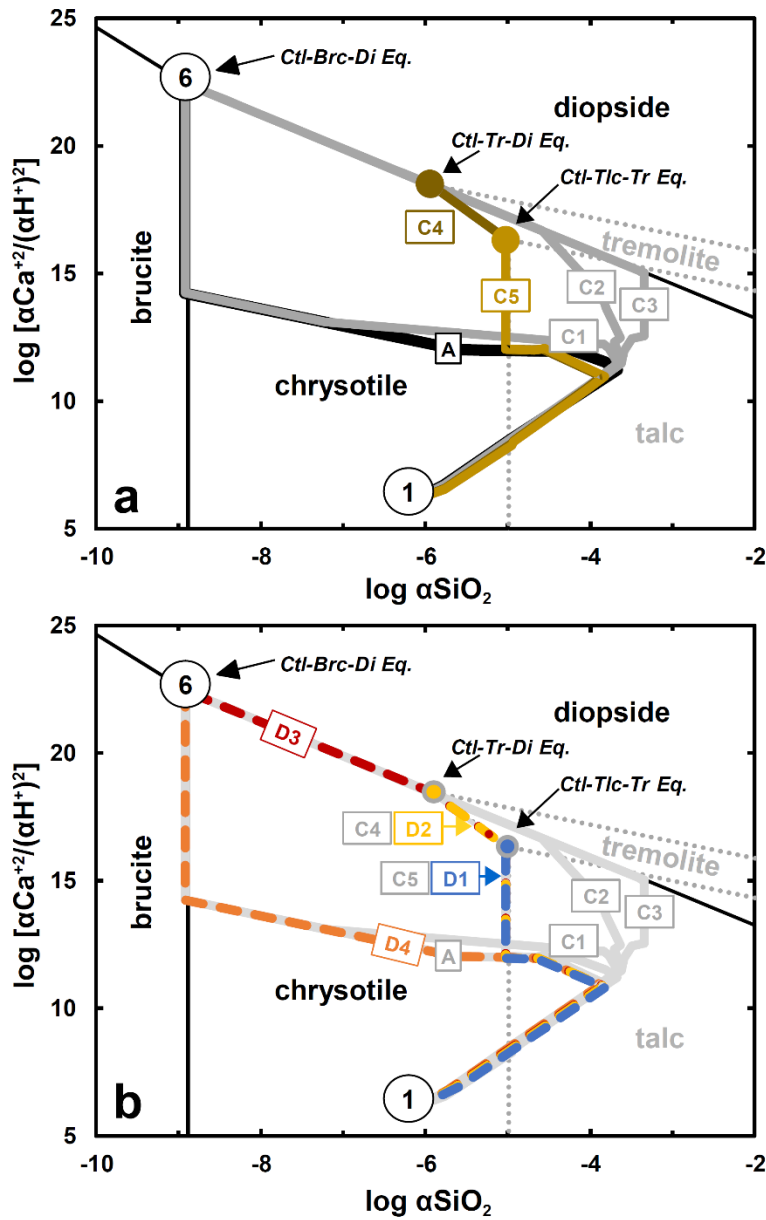 25
6
Ctl-Brc-Di Eq.
diopside
20
Ctl-Tr-Di Eq.
Ctl-Tlc-Tr Eq.
C4
tremolite
15
C5
C2
C3
brucite
C1
A
chrysotile
10
talc
1
a
5
-10
-8
-6
-4
-2
log αSiO2
log [αCa+2/(αH+)2]
25
6
Ctl-Brc-Di Eq.
diopside
D3
20
Ctl-Tr-Di Eq.
Ctl-Tlc-Tr Eq.
C4 D2
tremolite
C5 D1
15
C2
C3
brucite
C1
D4
A
chrysotile
10
talc
1
b
5
-10
-8
-6
-4
-2
log αSiO2
log [αCa+2/(αH+)2]